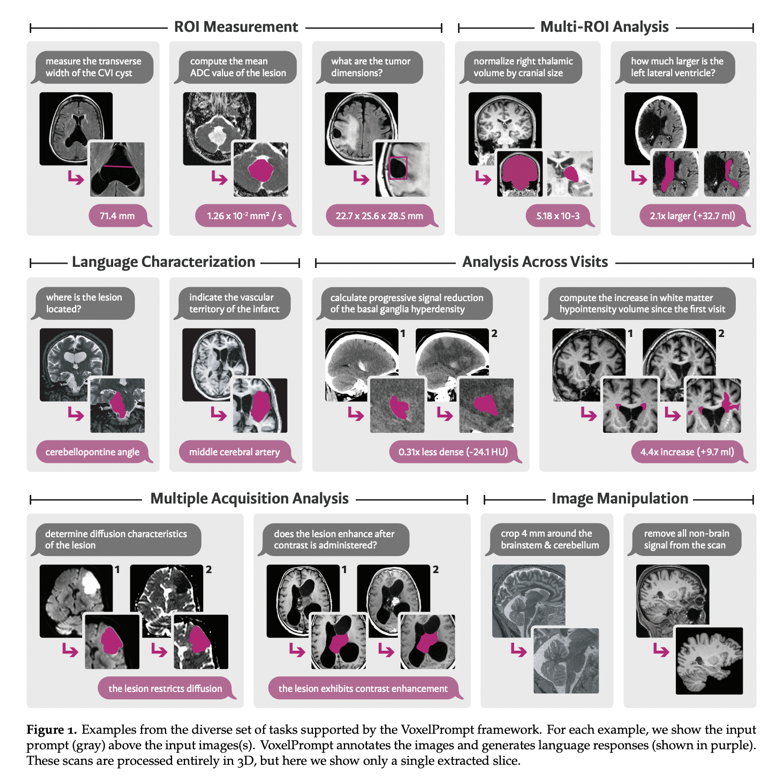 ROI Measurement
Multi-ROI Analysis
measure the transverse
width of the CVI cyst
71.4 mm
compute the mean
ADC value of the lesion
1.26 x 10⁻² mm² / s
what are the tumor
dimensions?
22.7 x 25.6 x 28.5 mm
normalize right thalamic
volume by cranial size
5.18 x 10-3
how much larger is the
left lateral ventricle?
2.1x larger (+32.7 ml)
Language Characterization
Analysis Across Visits
where is the lesion
located?
cerebellopontine angle
indicate the vascular
territory of the infarct
middle cerebral artery
calculate progressive signal reduction
of the basal ganglia hyperdensity
1
2
0.31x less dense (-24.1 HU)
compute the increase in white matter
hypointensity volume since the first visit
1
2
4.4x increase (+9.7 ml)
Multiple Acquisition Analysis
Image Manipulation
determine diffusion characteristics
of the lesion
1
2
the lesion restricts diffusion
does the lesion enhance after
contrast is administered?
1
2
the lesion exhibits contrast enhancement
crop 4 mm around the
brainstem & cerebellum
remove all non-brain
signal from the scan
Figure 1. Examples from the diverse set of tasks supported by the VoxelPrompt framework. For each example, we show the input
prompt (gray) above the input images(s). VoxelPrompt annotates the images and generates language responses (shown in purple).
These scans are processed entirely in 3D, but here we show only a single extracted slice.